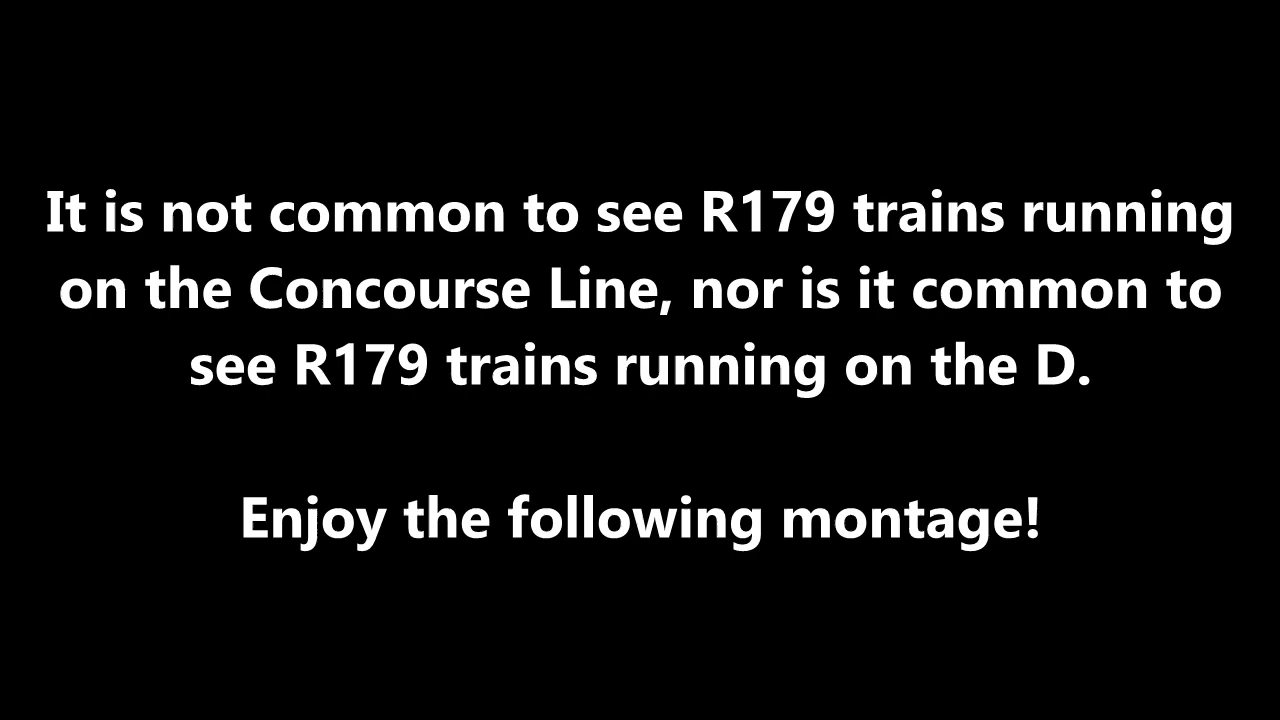 It is not common to see R179 trains running
on the Concourse Line, nor is it common to
see R179 trains running on the D.
Enjoy the following montage!